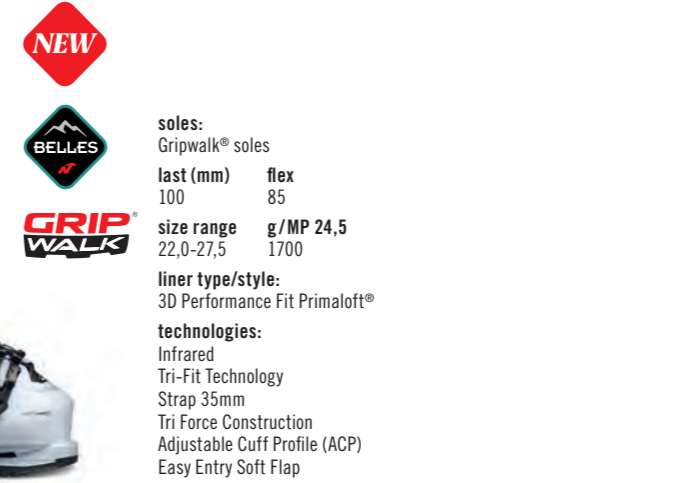 NEW
BELLES
GRIP®
WALK
soles:
Gripwalk® soles
last (mm) flex
100 85
size range g/MP 24,5
22,0-27,5 1700
liner type/style:
3D Performance Fit Primaloft®
technologies:
Infrared
Tri-Fit Technology
Strap 35mm
Tri Force Construction
Adjustable Cuff Profile (ACP)
Easy Entry Soft Flap